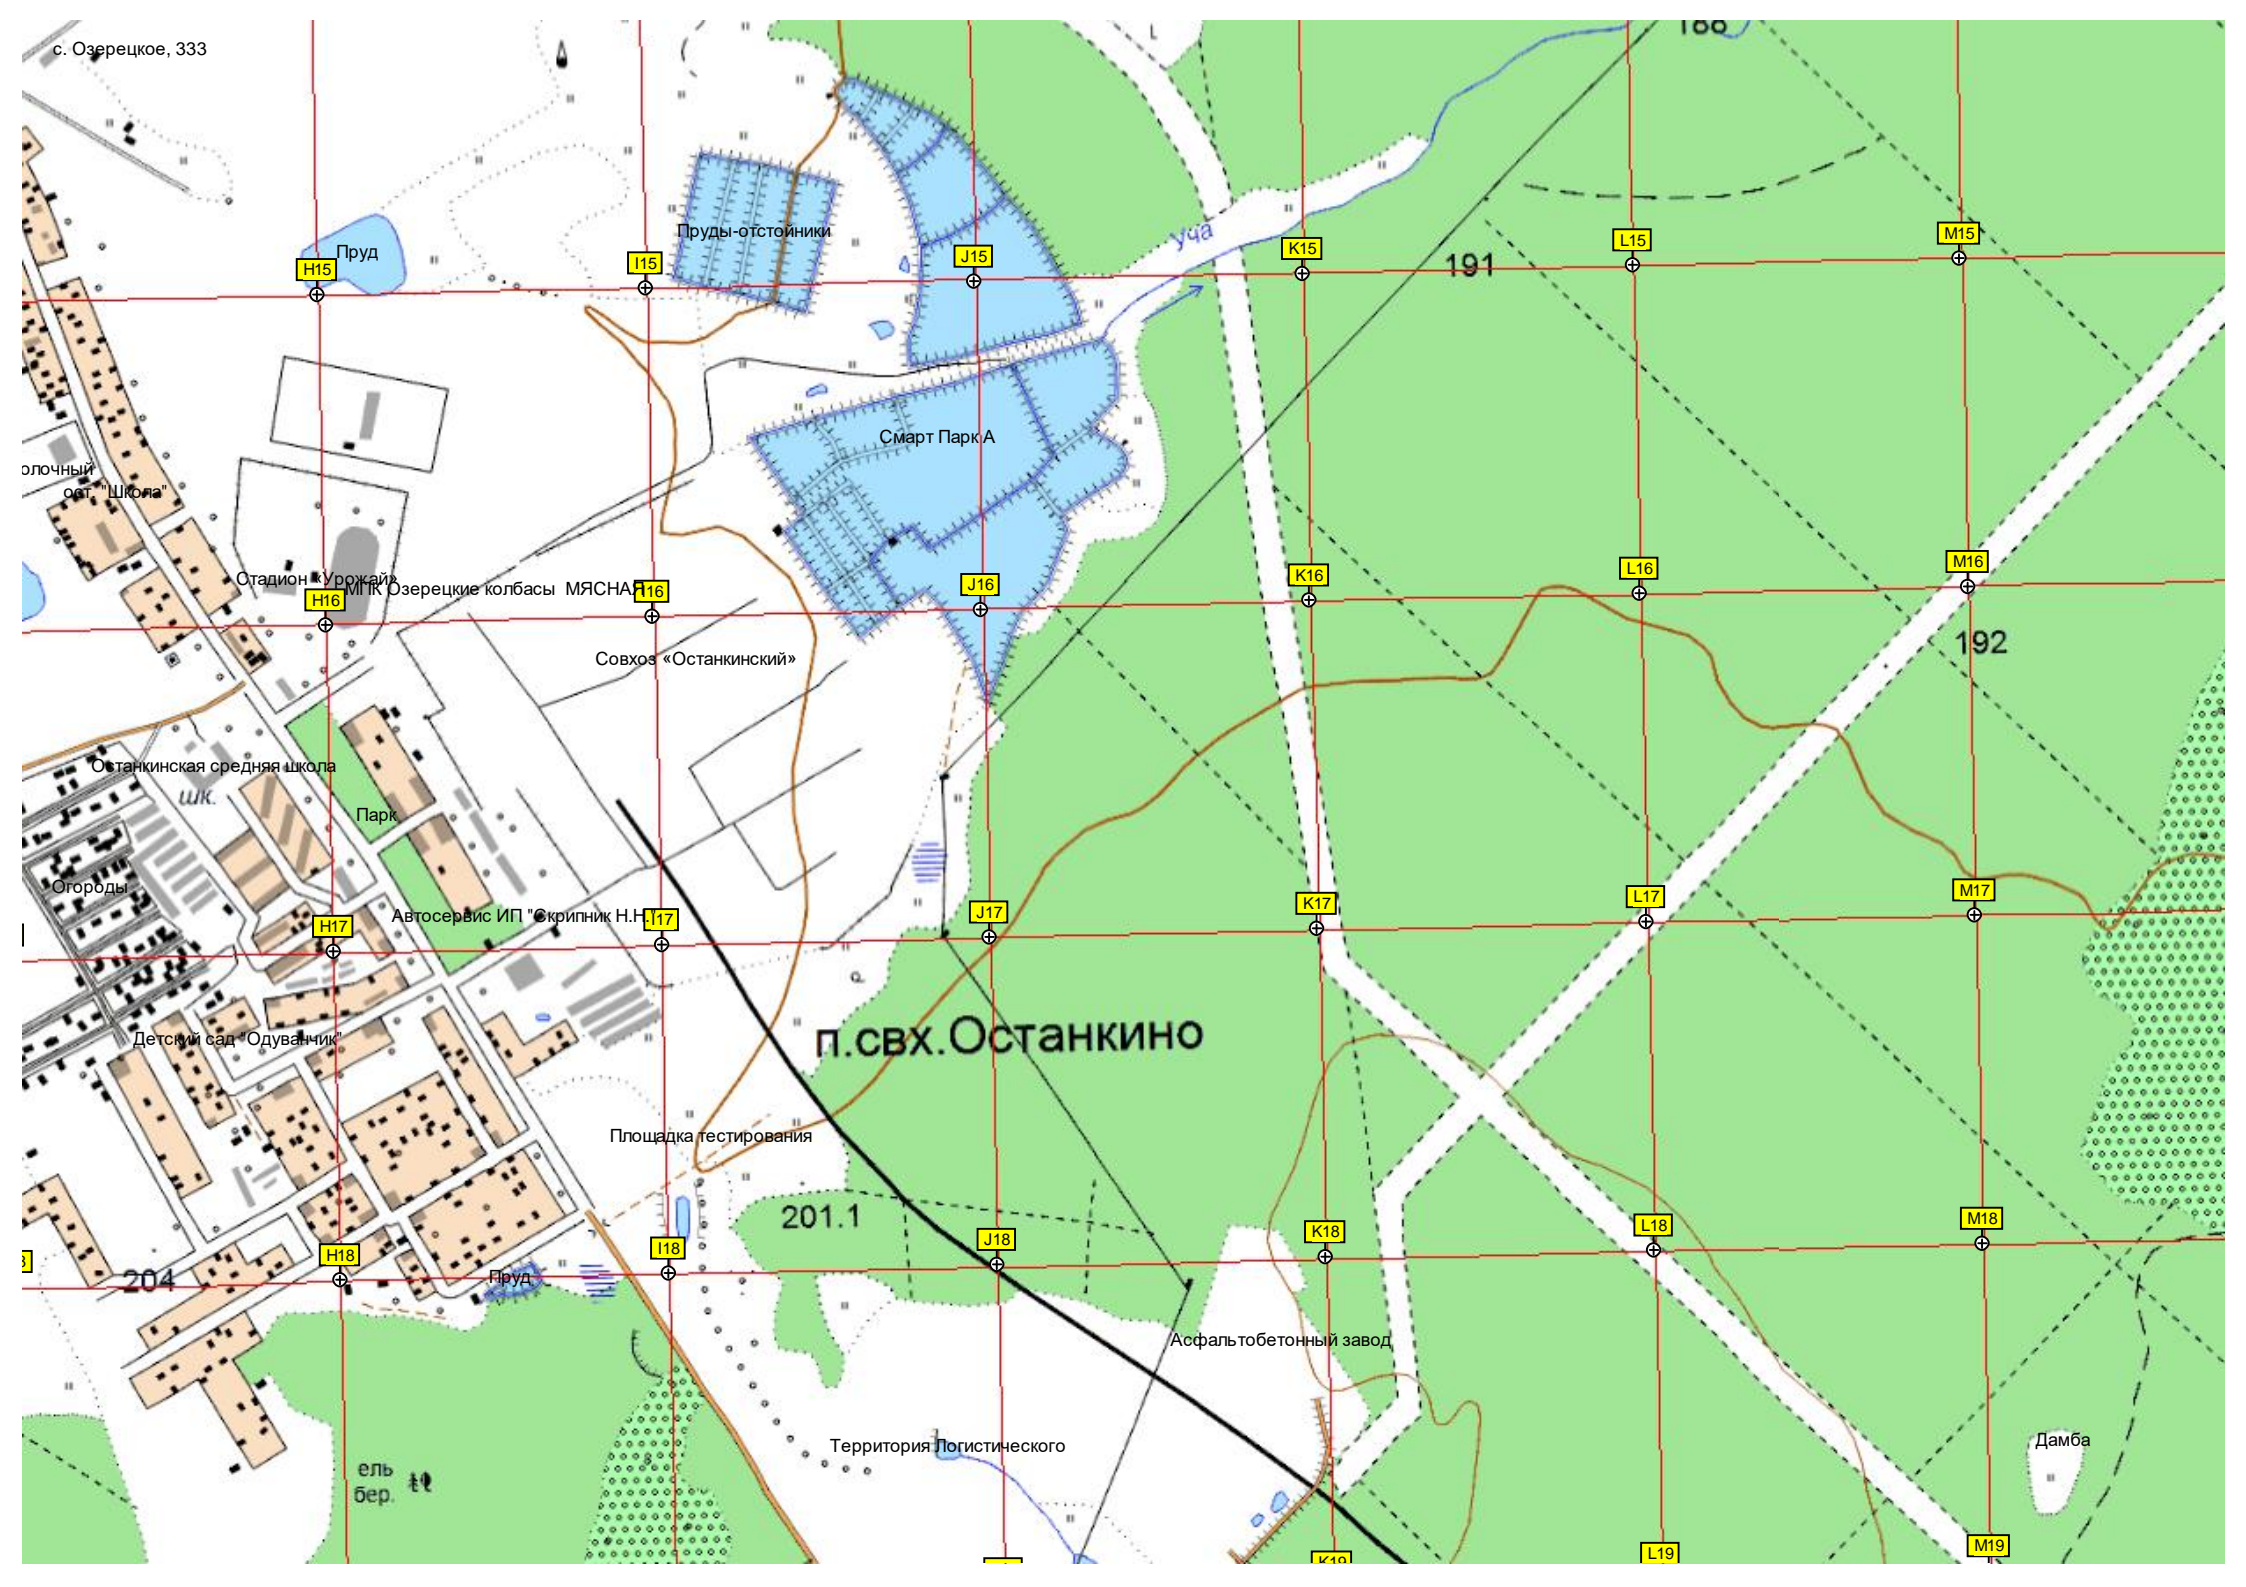 с. Озерецкое, 333
188
Уча
Пруды-отстойники
Пруд
H15
I15
J15
K15
L15
M15
191
Смарт Парк А
олочный
ост. "Школа"
Стадион «Урожай»
МПК Озерецкие колбасы МЯСНАЯ
H16
I16
J16
K16
L16
M16
192
Совхоз «Останкинский»
Останкинская средняя школа
шк.
Парк
Огороды
Автосервис ИП "Скрипник Н.Н."
H17
I17
J17
K17
L17
M17
п.свх.Останкино
Детский сад "Одуванчик"
Площадка тестирования
201.1
H18
I18
J18
K18
L18
M18
204
Пруд
Асфальтобетонный завод
Территория Логистического
Дамба
ель
бер.
K19
L19
M19